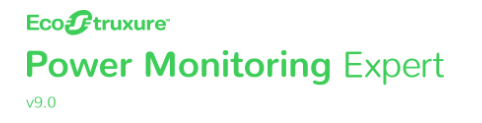 EcoStruxure™
Power Monitoring Expert
v9.0